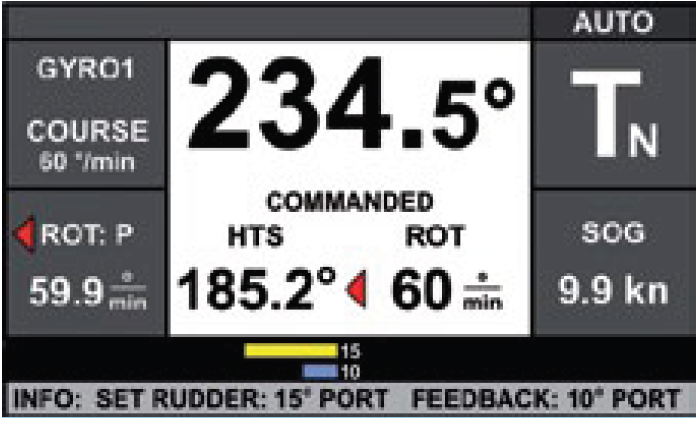 AUTO
GYRO1
COURSE
60 °/min
234.5°
TN
COMMANDED
HTS ROT
185.2° 60 °/min
ROT: P
59.9 °/min
SOG
9.9 kn
15
10
INFO: SET RUDDER: 15° PORT FEEDBACK: 10° PORT